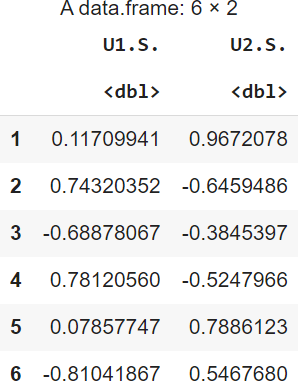 A data.frame: 6 × 2
U1.S. U2.S.
<dbl> <dbl>
1 0.11709941 0.9672078
2 0.74320352 -0.6459486
3 -0.68878067 -0.3845397
4 0.78120560 -0.5247966
5 0.07857747 0.7886123
6 -0.81041867 0.5467680